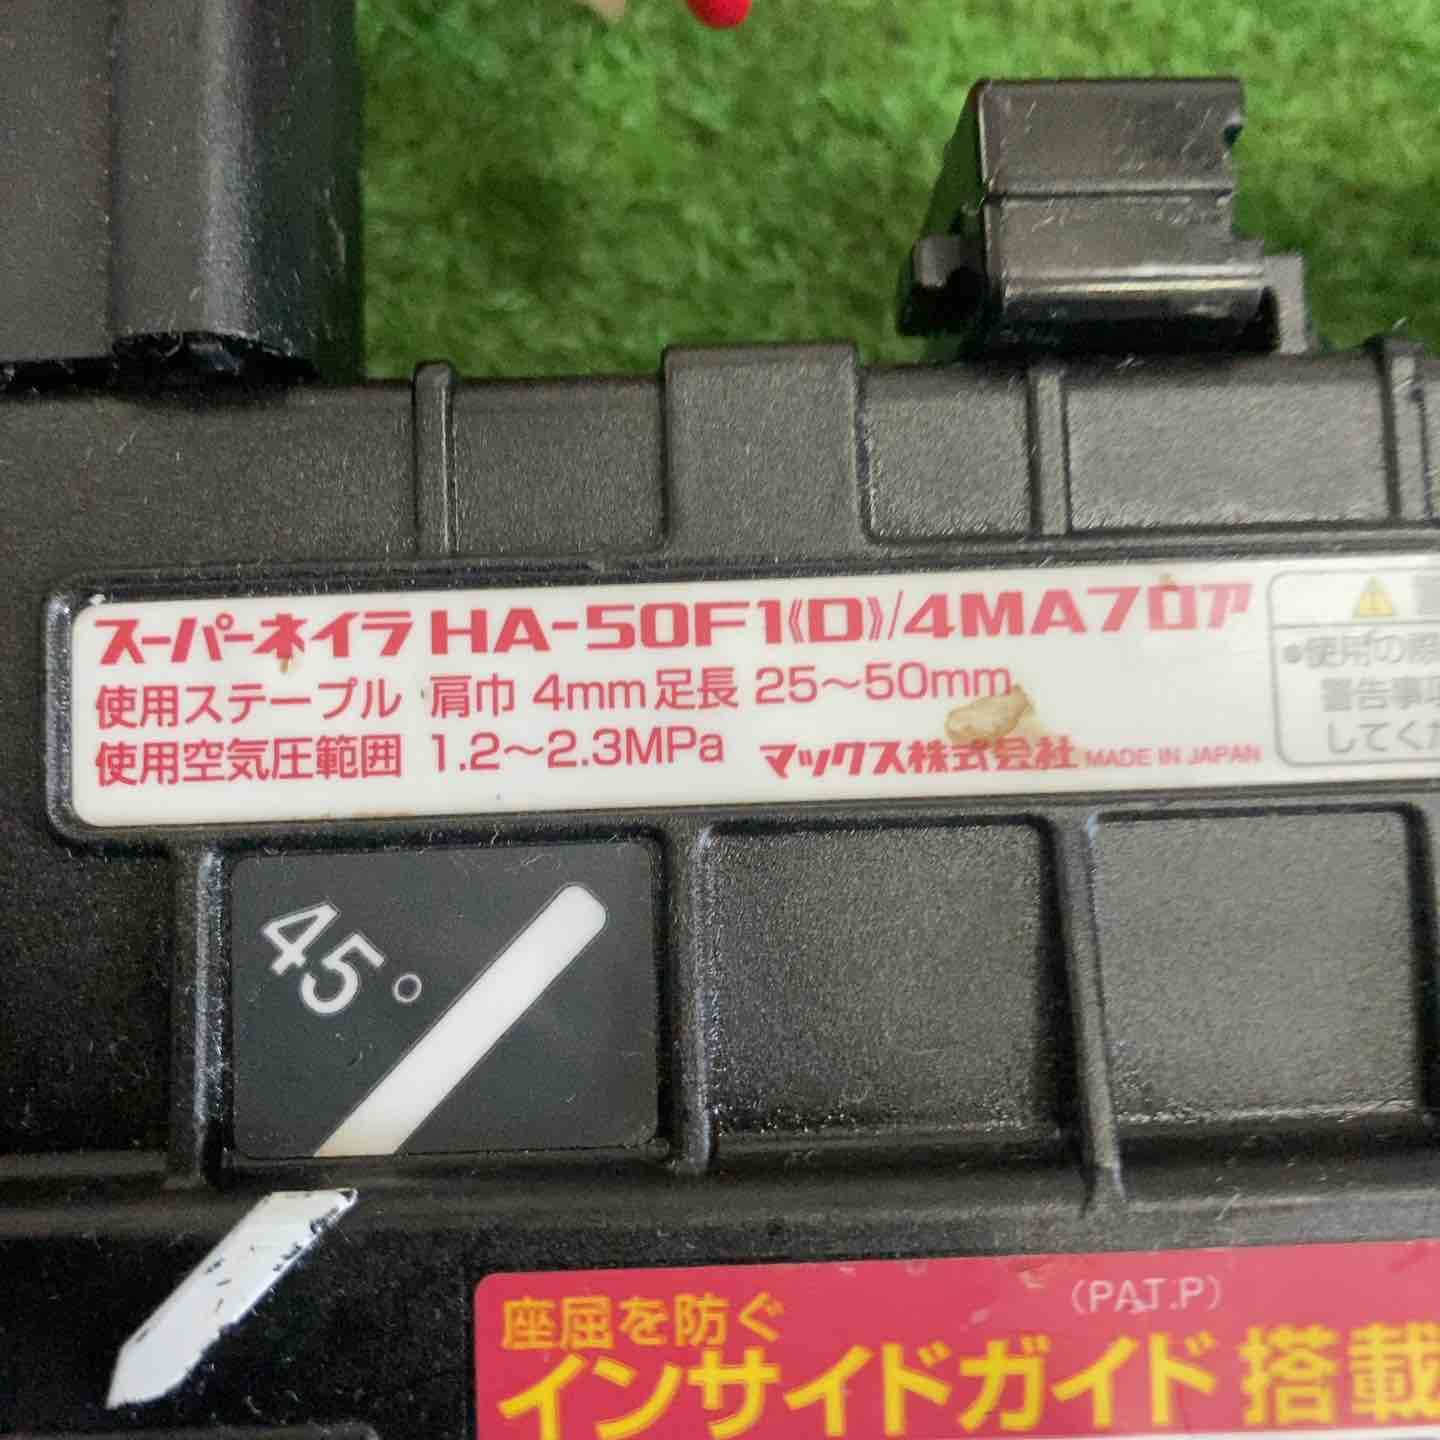 スーパーネイラ HA-50F1《D》/4MAフロア
使用ステープル 肩巾 4mm 足長 25〜50mm
使用空気圧範囲 1.2〜2.3MPa
マックス株式会社 MADE IN JAPAN
●使用の際
警告事項
してくだ
45°
(PAT.P)
座屈を防ぐ
インサイドガイド搭載